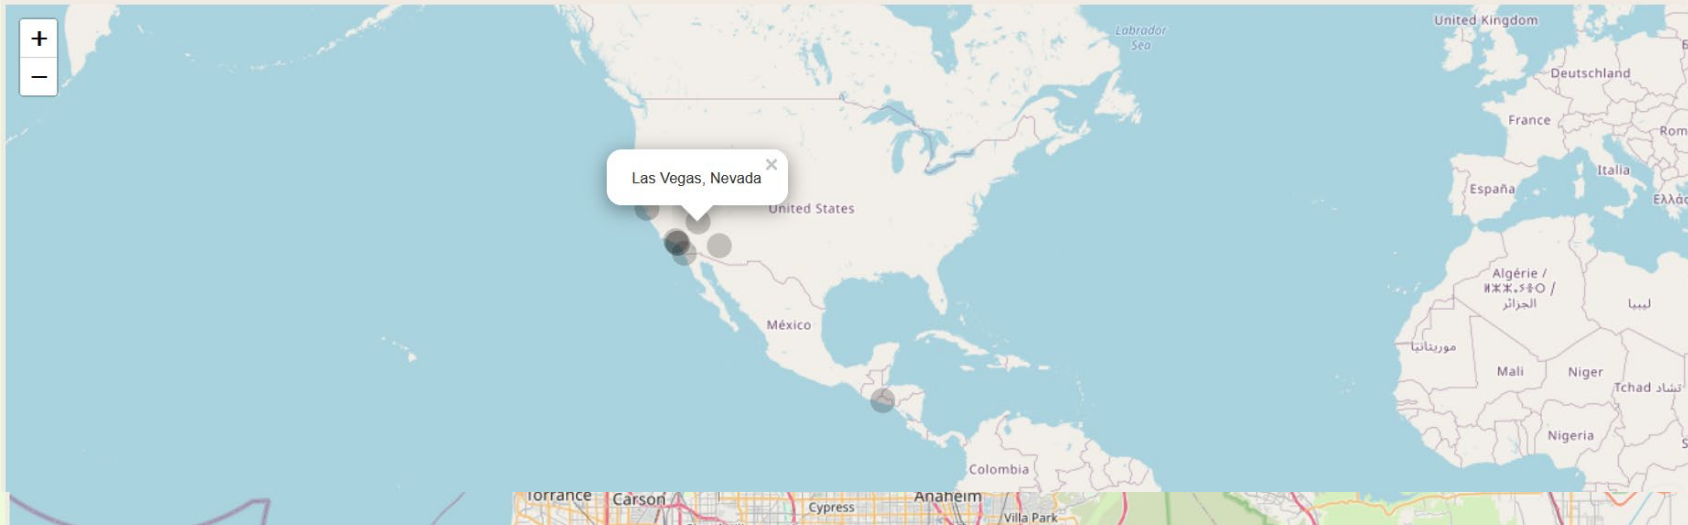 +
−
Labrador
Sea
United Kingdom
Deutschland
France
Rom
Italia
España
Ελλάς
×
Las Vegas, Nevada
United States
Algérie /
ⵍⵣⵣⴰⵢⴻⵔ /
الجزائر
ليبيا
México
موريتانيا
Mali
Niger
Tchad تشاد
Nigeria
Colombia
Torrance
Carson
Anaheim
Cypress
Villa Park